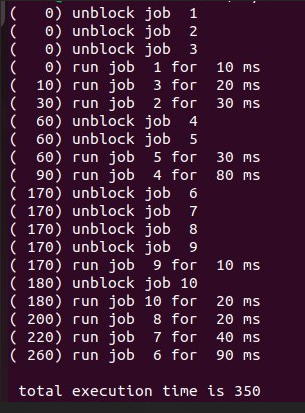 (   0) unblock job  1
(   0) unblock job  2
(   0) unblock job  3
(   0) run job  1 for  10 ms
(  10) run job  3 for  20 ms
(  30) run job  2 for  30 ms
(  60) unblock job  4
(  60) unblock job  5
(  60) run job  5 for  30 ms
(  90) run job  4 for  80 ms
( 170) unblock job  6
( 170) unblock job  7
( 170) unblock job  8
( 170) unblock job  9
( 170) run job  9 for  10 ms
( 180) unblock job 10
( 180) run job 10 for  20 ms
( 200) run job  8 for  20 ms
( 220) run job  7 for  40 ms
( 260) run job  6 for  90 ms
total execution time is 350